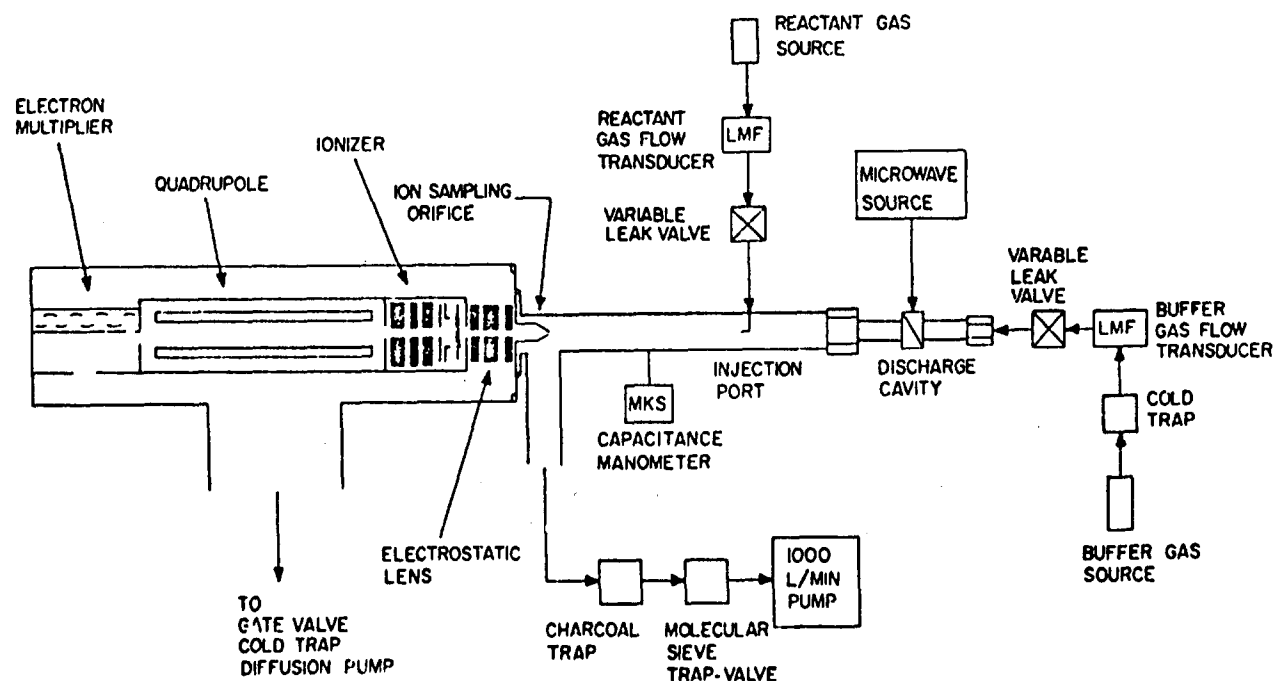 REACTANT GAS
SOURCE
ELECTRON
MULTIPLIER
REACTANT
GAS FLOW
TRANSDUCER
LMF
IONIZER
QUADRUPOLE
ION SAMPLING
ORIFICE
MICROWAVE
SOURCE
VARIABLE
LEAK VALVE
VARABLE
LEAK
VALVE
LMF
BUFFER
GAS FLOW
TRANSDUCER
INJECTION
PORT
DISCHARGE
CAVITY
MKS
CAPACITANCE
MANOMETER
COLD
TRAP
ELECTROSTATIC
LENS
BUFFER GAS
SOURCE
1000
L/MIN
PUMP
TO
GATE VALVE
COLD TRAP
DIFFUSION PUMP
CHARCOAL
TRAP
MOLECULAR
SIEVE
TRAP-VALVE